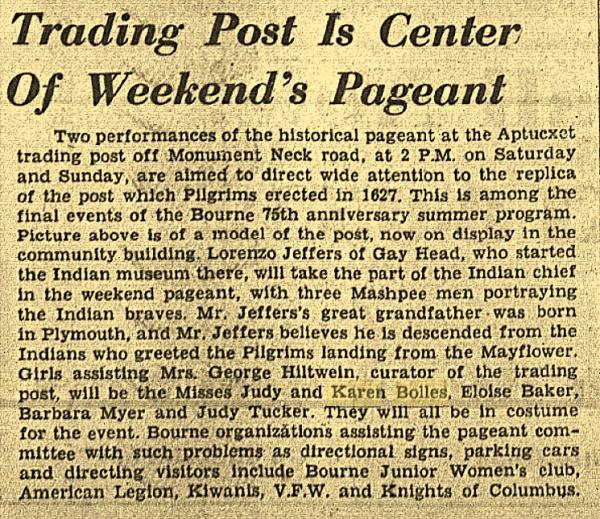 Trading Post Is Center
Of Weekend's Pageant
Two performances of the historical pageant at the Aptucxet
trading post off Monument Neck road, at 2 P.M. on Saturday
and Sunday, are aimed to direct wide attention to the replica
of the post which Pilgrims erected in 1627. This is among the
final events of the Bourne 75th anniversary summer program.
Picture above is of a model of the post, now on display in the
community building. Lorenzo Jeffers of Gay Head, who started
the Indian museum there, will take the part of the Indian chief
in the weekend pageant, with three Mashpee men portraying
the Indian braves. Mr. Jeffers's great grandfather was born
in Plymouth, and Mr. Jeffers believes he is descended from the
Indians who greeted the Pilgrims landing from the Mayflower.
Girls assisting Mrs. George Hiltwein, curator of the trading
post, will be the Misses Judy and Karen Bolles, Eloise Baker,
Barbara Myer and Judy Tucker. They will all be in costume
for the event. Bourne organizations assisting the pageant com-
mittee with such problems as directional signs, parking cars
and directing visitors include Bourne Junior Women's club,
American Legion, Kiwanis, V.F.W. and Knights of Columbus.